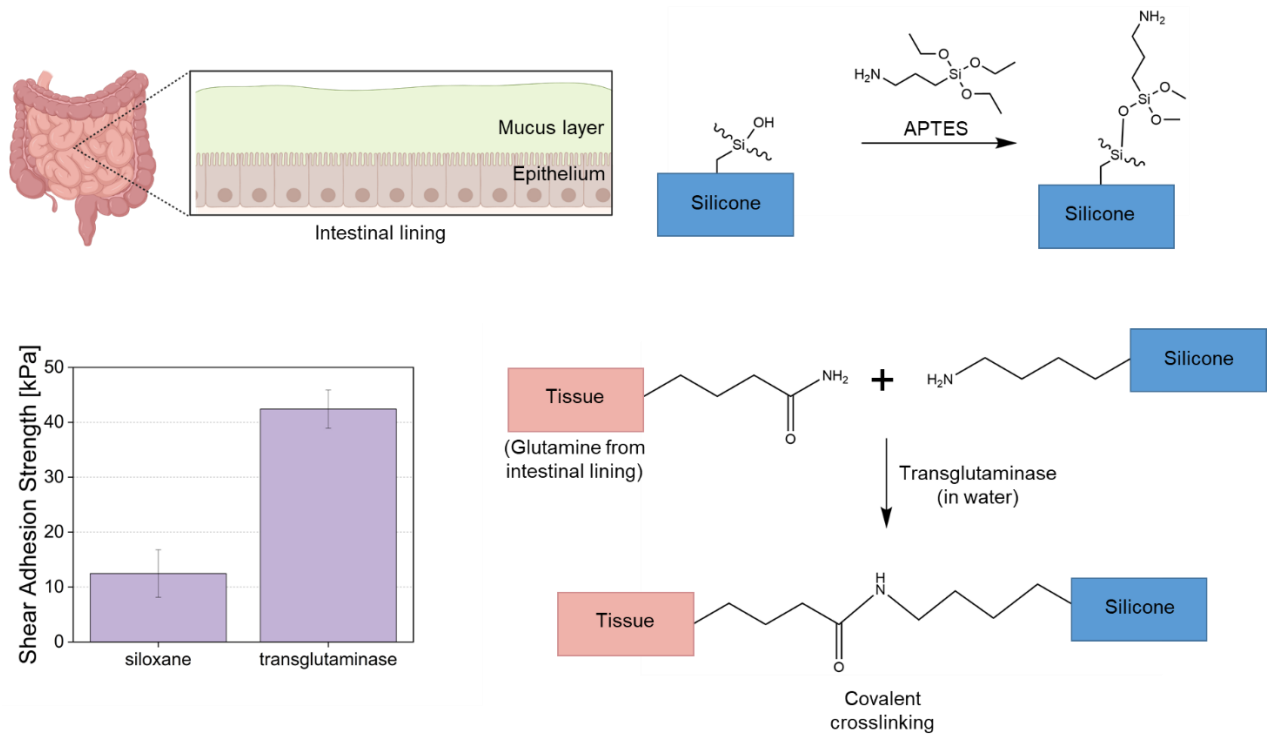 Mucus layer
Epithelium
Intestinal lining
OH
Si
Silicone
H₂N
O
Si
O
O
APTES
NH₂
Si
O
O
O
Si
Silicone
Shear Adhesion Strength [kPa]
50
40
30
20
10
0
siloxane
transglutaminase
Tissue
(Glutamine from
intestinal lining)
NH₂
O
+
H₂N
Silicone
Transglutaminase
(in water)
Tissue
O
H
N
Silicone
Covalent
crosslinking